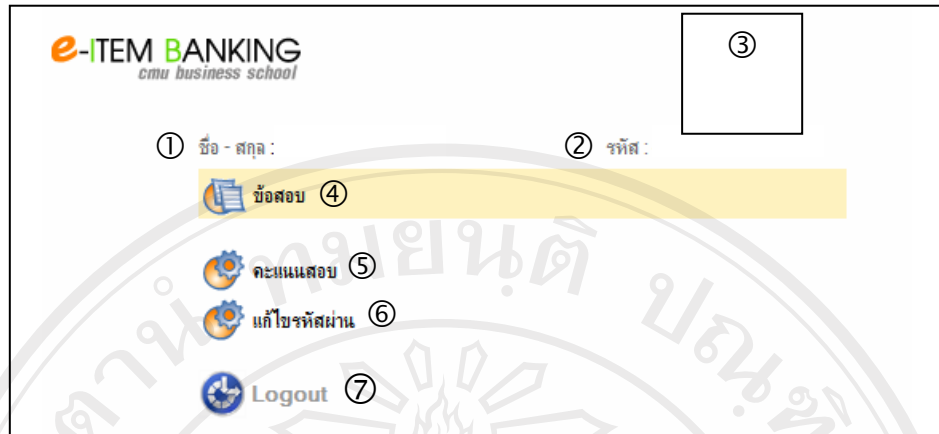 e-ITEM BANKING
cmu business school
③
① ชื่อ - สกุล :
② รหัส :
ข้อสอบ ④
คะแนนสอบ ⑤
แก้ไขรหัสผ่าน ⑥
Logout ⑦